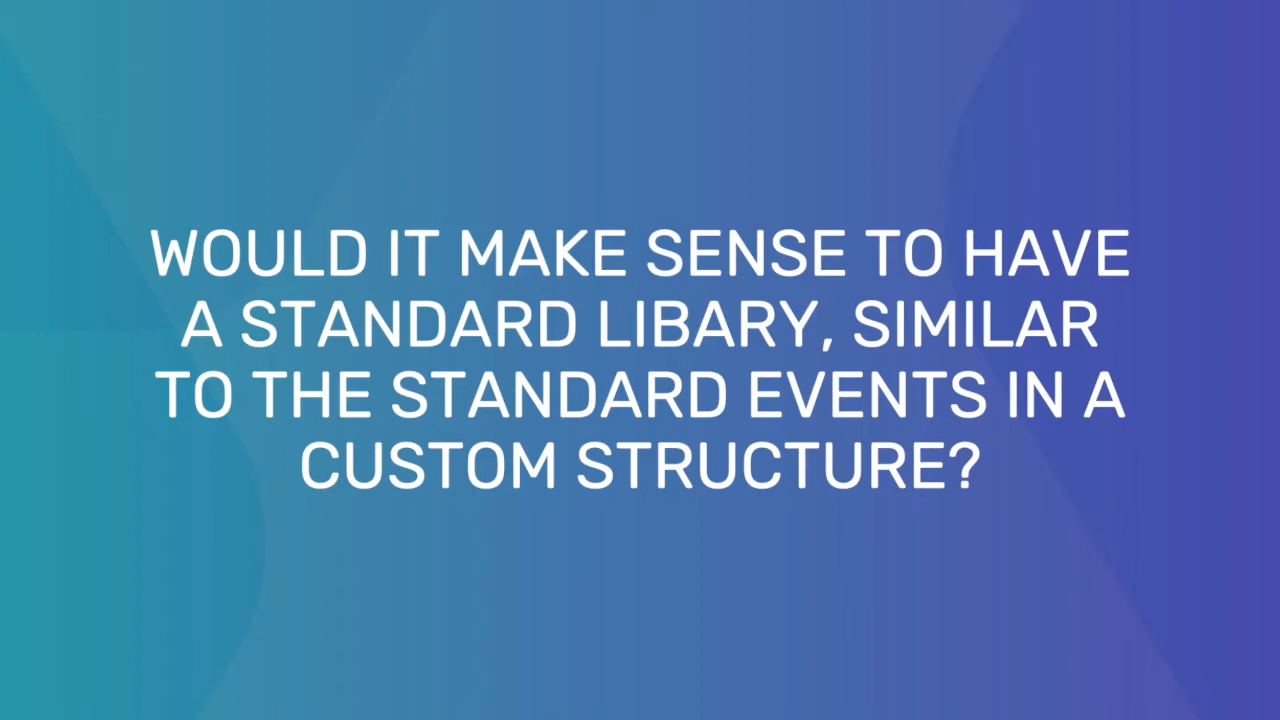 WOULD IT MAKE SENSE TO HAVE
A STANDARD LIBARY, SIMILAR
TO THE STANDARD EVENTS IN A
CUSTOM STRUCTURE?